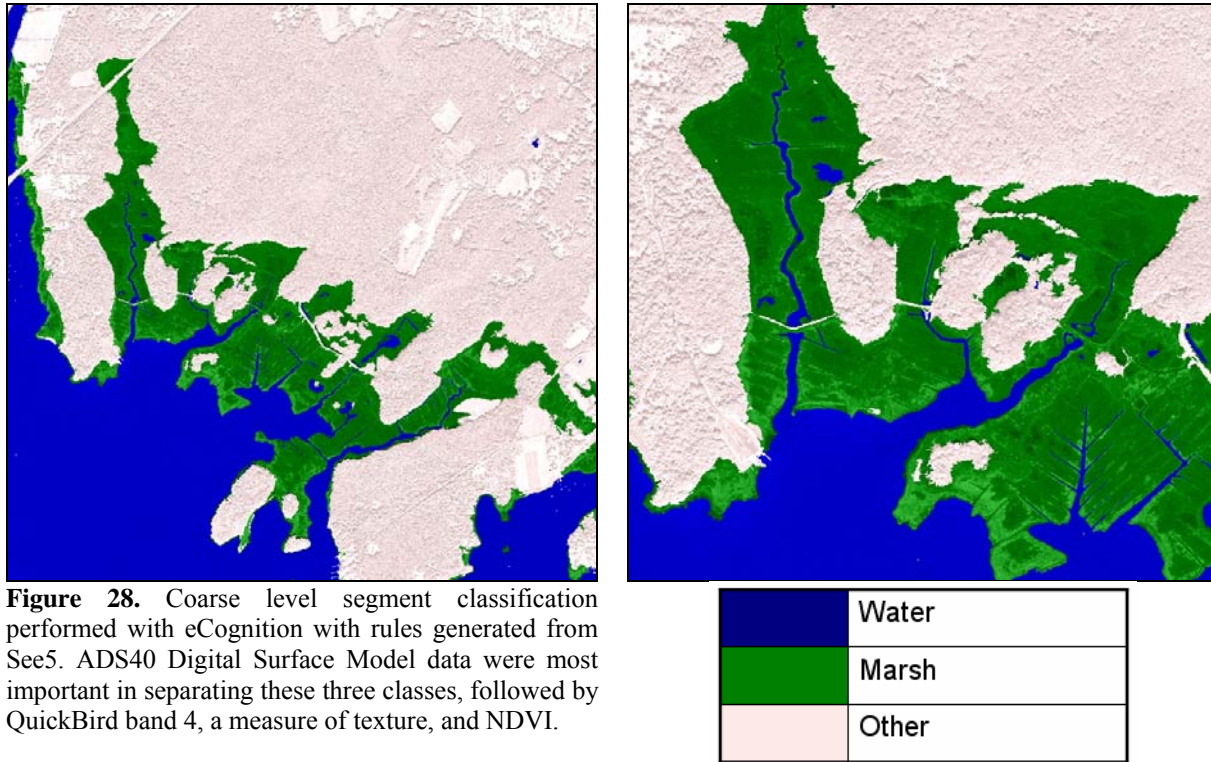 Figure 28. Coarse level segment classification
performed with eCognition with rules generated from
See5. ADS40 Digital Surface Model data were most
important in separating these three classes, followed by
QuickBird band 4, a measure of texture, and NDVI.
Water
Marsh
Other